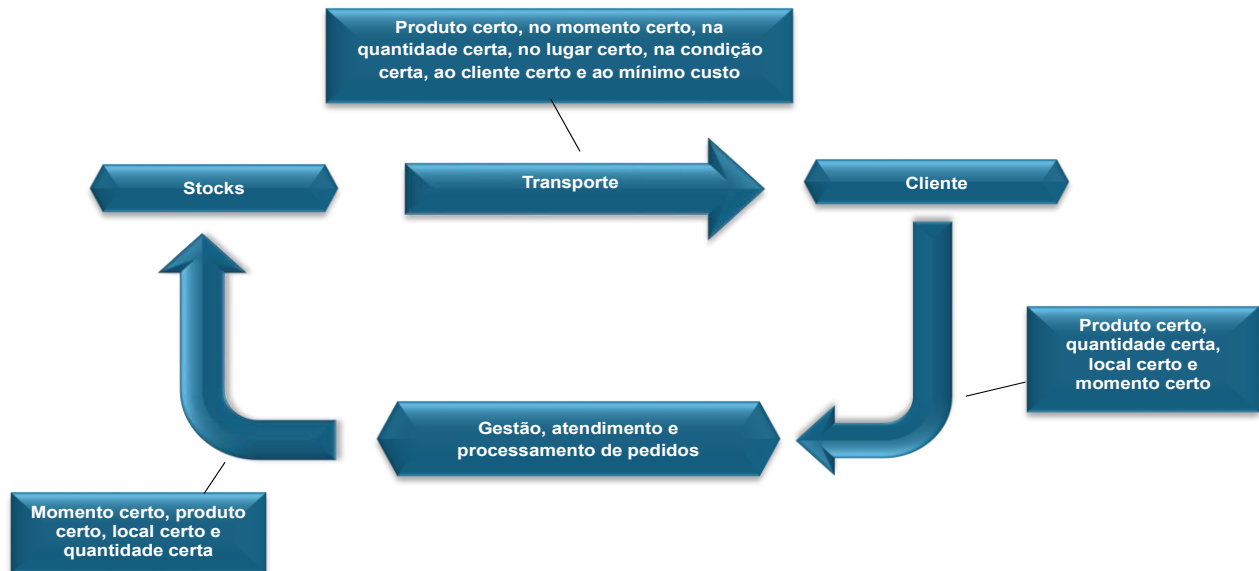 Produto certo, no momento certo, na
quantidade certa, no lugar certo, na condição
certa, ao cliente certo e ao mínimo custo
Stocks
Transporte
Cliente
Produto certo,
quantidade certa,
local certo e
momento certo
Gestão, atendimento e
processamento de pedidos
Momento certo, produto
certo, local certo e
quantidade certa